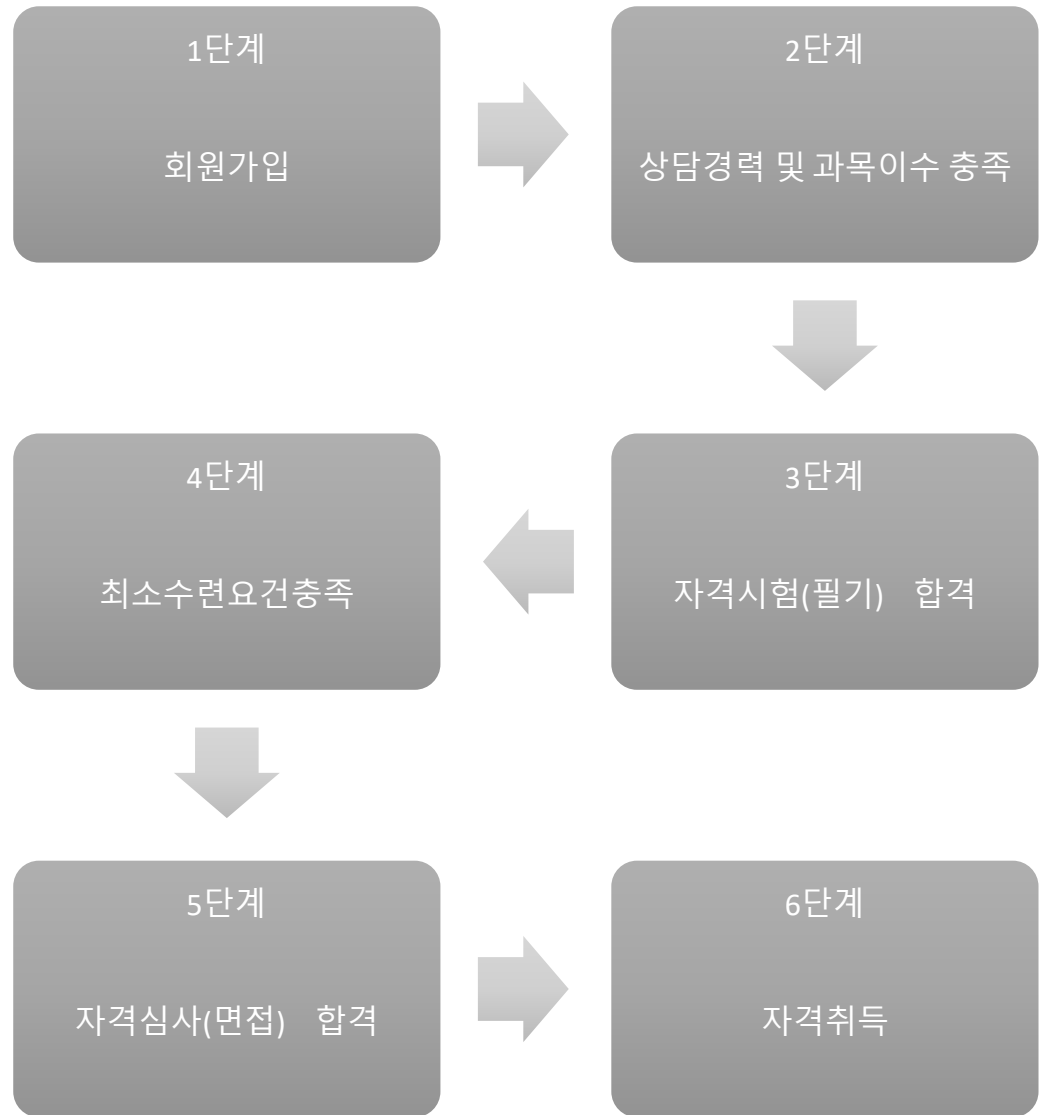 1단계
회원가입
2단계
상담경력 및 과목이수 충족
3단계
자격시험(필기) 합격
4단계
최소수련요건충족
5단계
자격심사(면접) 합격
6단계
자격취득